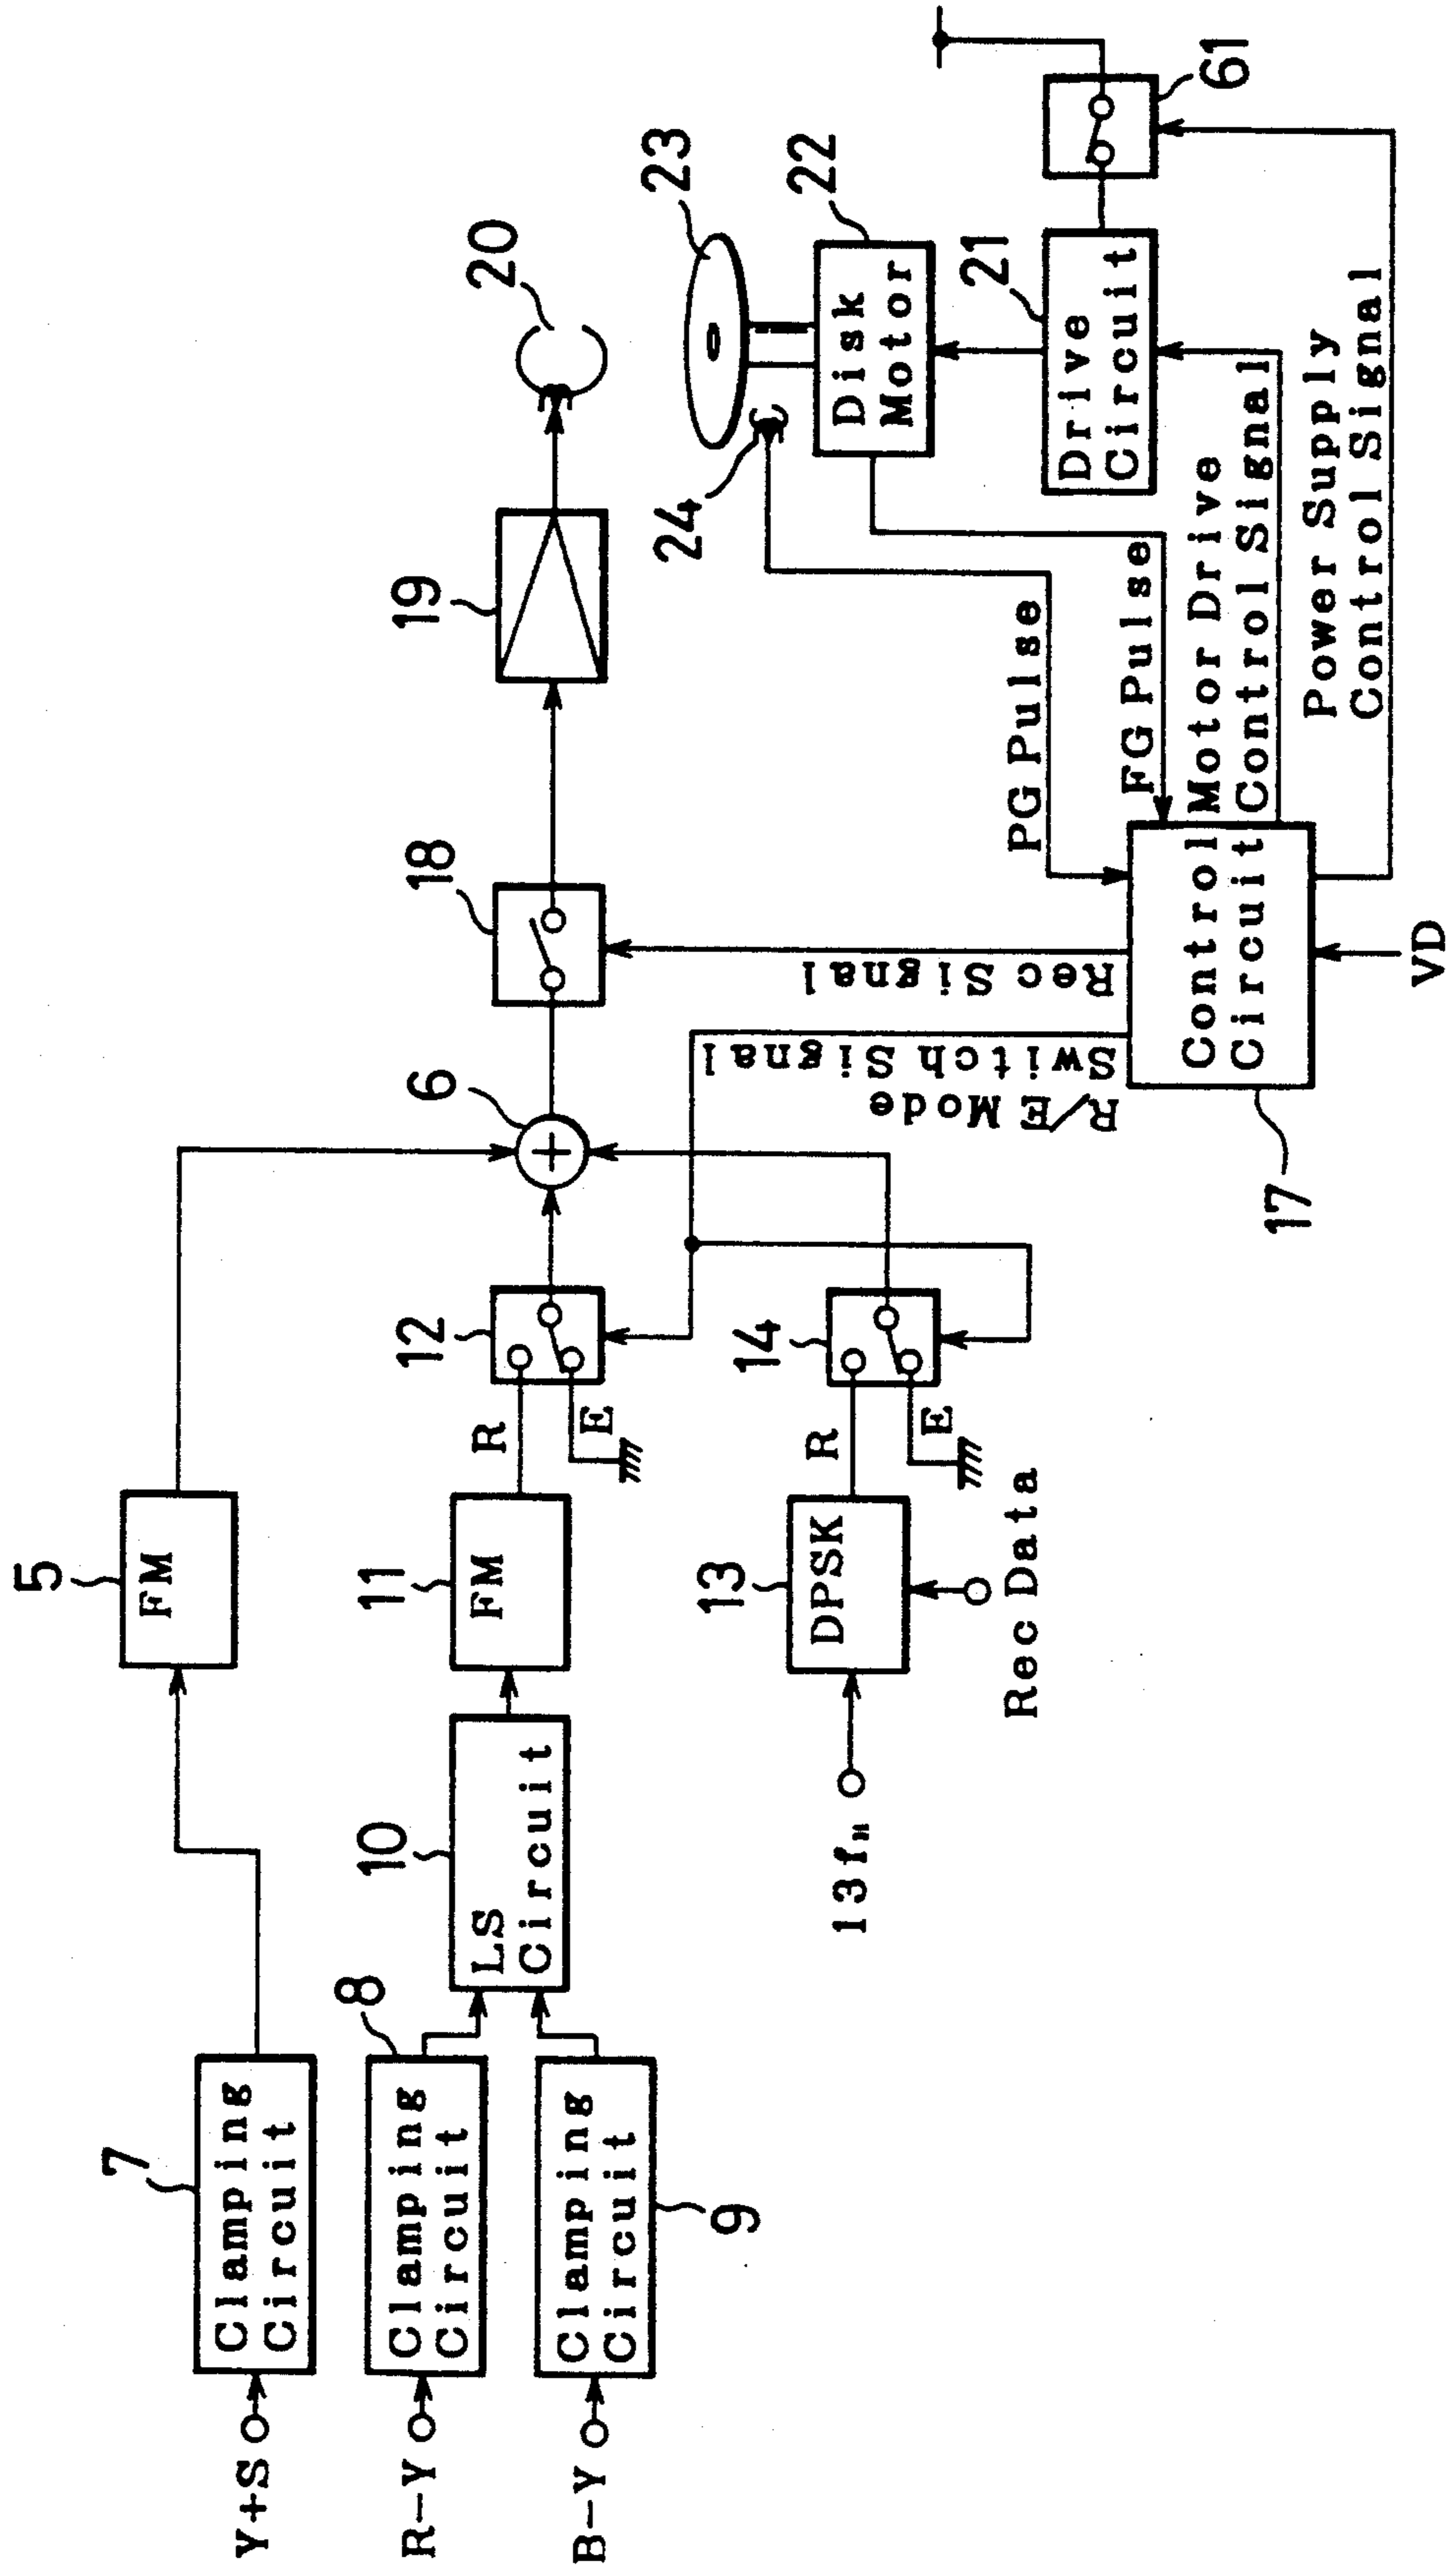 5
FM
7
Clamping
Circuit
Y+S
8
Clamping
Circuit
R-Y
9
Clamping
Circuit
B-Y
10
LS
Circuit
11
FM
R
E
12
6
18
19
20
13
DPSK
13fH
Rec Data
R
E
14
R/E Mode
Switch Signal
Rec Signal
17
Control
Circuit
VD
PG Pulse
FG Pulse
Motor Drive
Control Signal
Power Supply
Control Signal
23
24
22
Disk
Motor
21
Drive
Circuit
61